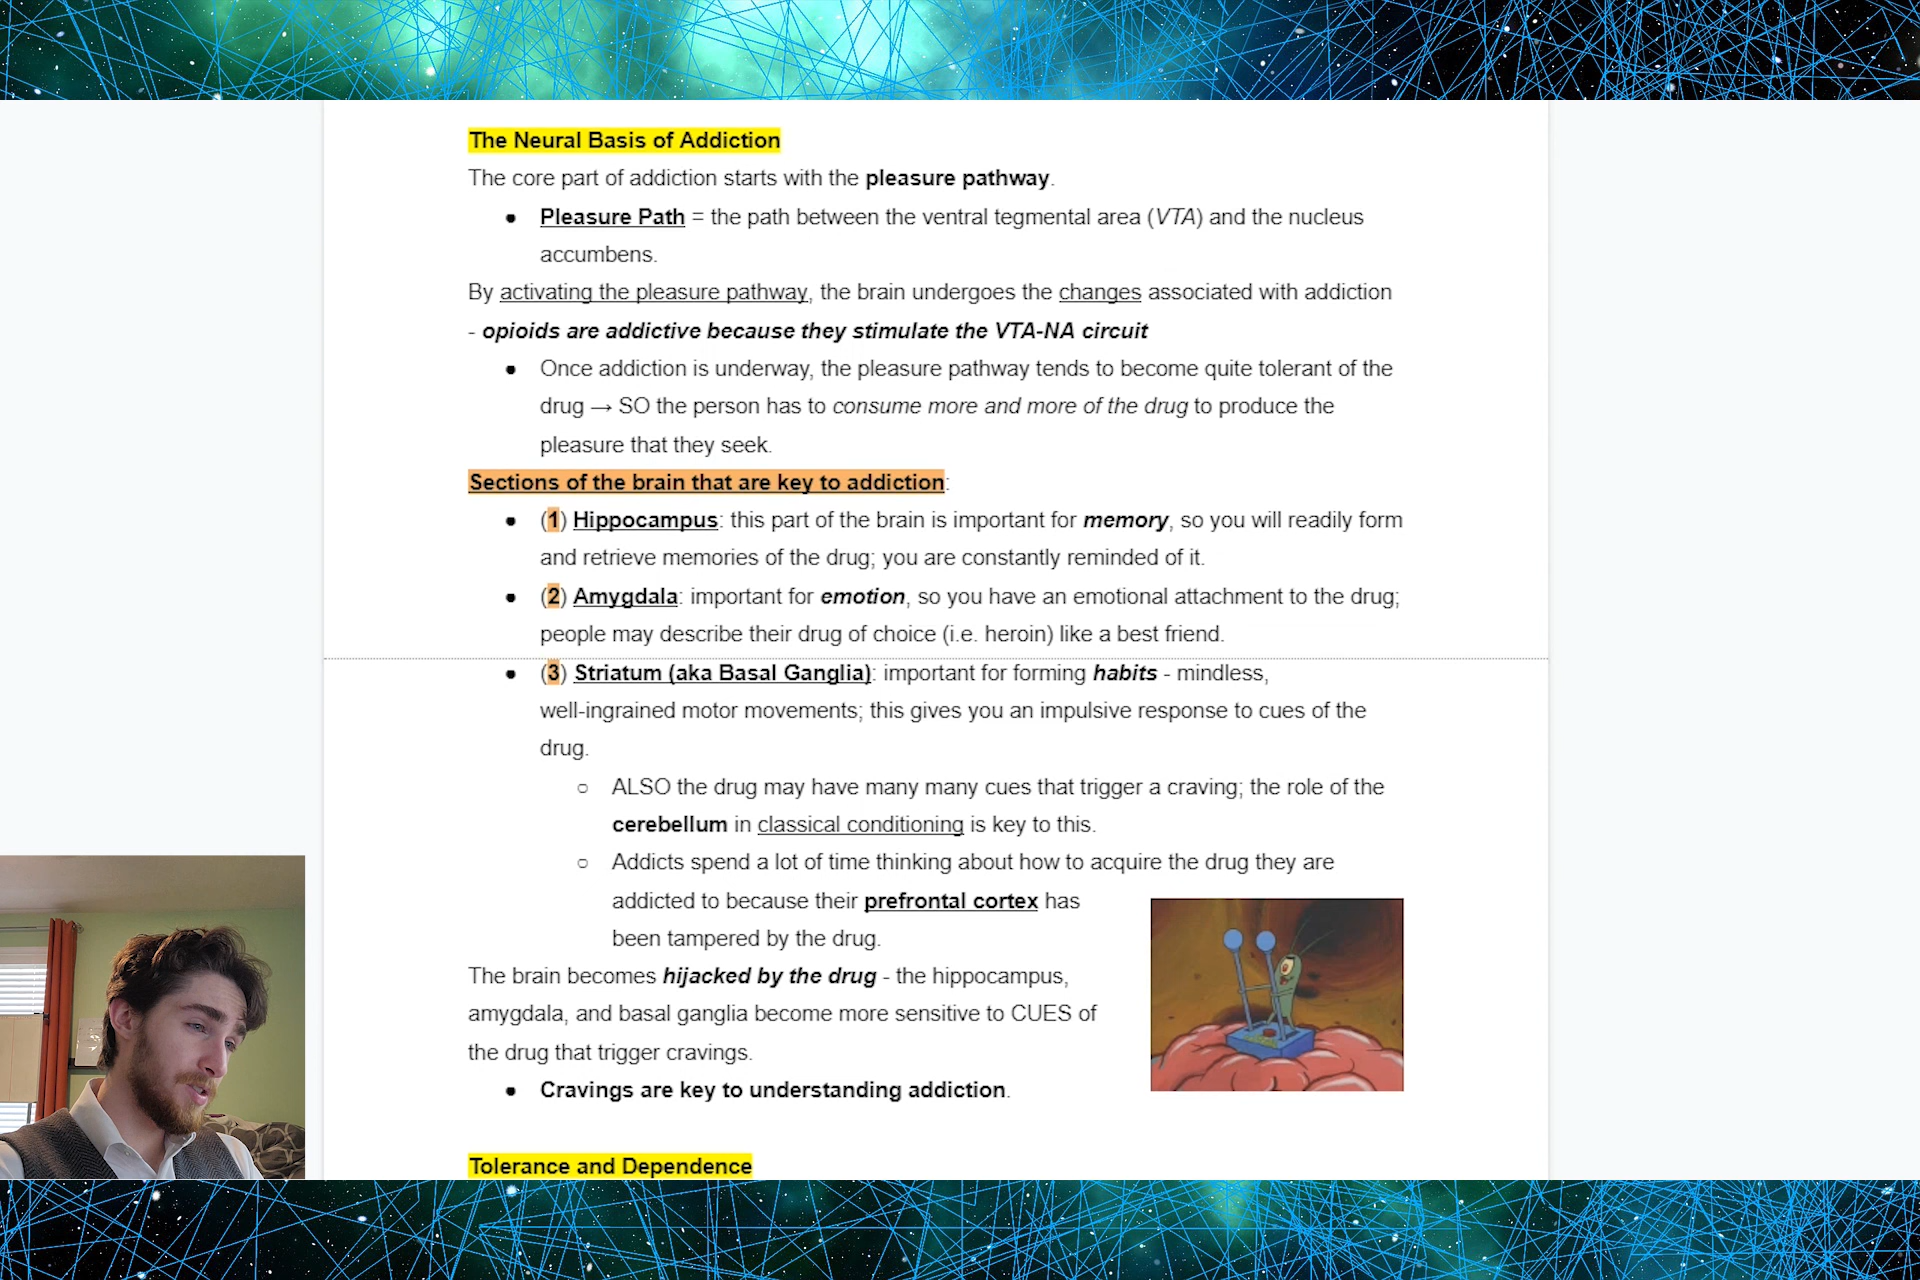 The Neural Basis of Addiction
The core part of addiction starts with the pleasure pathway.
● Pleasure Path = the path between the ventral tegmental area (VTA) and the nucleus
accumbens.
By activating the pleasure pathway, the brain undergoes the changes associated with addiction
- opioids are addictive because they stimulate the VTA-NA circuit
● Once addiction is underway, the pleasure pathway tends to become quite tolerant of the
drug → SO the person has to consume more and more of the drug to produce the
pleasure that they seek.
Sections of the brain that are key to addiction:
● (1) Hippocampus: this part of the brain is important for memory, so you will readily form
and retrieve memories of the drug; you are constantly reminded of it.
● (2) Amygdala: important for emotion, so you have an emotional attachment to the drug;
people may describe their drug of choice (i.e. heroin) like a best friend.
● (3) Striatum (aka Basal Ganglia): important for forming habits - mindless,
well-ingrained motor movements; this gives you an impulsive response to cues of the
drug.
○ ALSO the drug may have many many cues that trigger a craving; the role of the
cerebellum in classical conditioning is key to this.
○ Addicts spend a lot of time thinking about how to acquire the drug they are
addicted to because their prefrontal cortex has
been tampered by the drug.
The brain becomes hijacked by the drug - the hippocampus,
amygdala, and basal ganglia become more sensitive to CUES of
the drug that trigger cravings.
● Cravings are key to understanding addiction.
Tolerance and Dependence